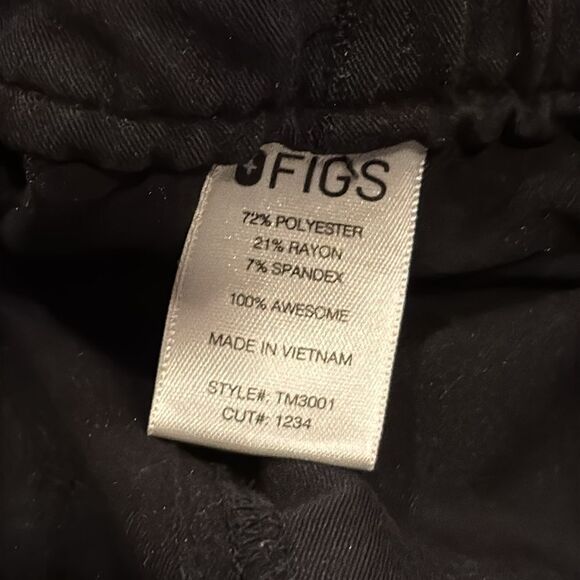 FIGS
72% POLYESTER
21% RAYON
7% SPANDEX
100% AWESOME
MADE IN VIETNAM
STYLE#: TM3001
CUT#: 1234